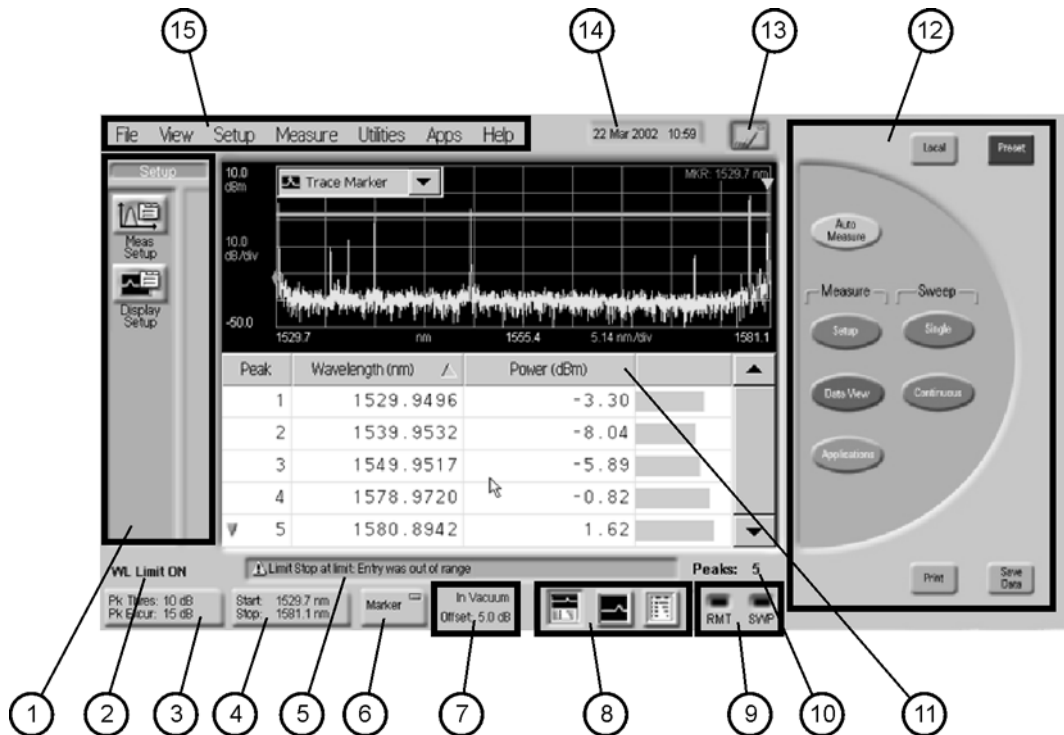 15
14
13
12
File View Setup Measure Utilities Apps Help
22 Mar 2002 10:59
Local
Preset
Setup
Meas
Setup
Display
Setup
10.0
dBm
Trace Marker
MKR: 1529.7 nm
10.0
dB/div
-50.0
1529.7 nm 1555.4 5.14 nm/div 1581.1
Auto
Measure
Measure
Sweep
Setup
Single
Data View
Continuous
Applications
Peak Wavelength (nm) Power (dBm)
1 1529.9496 -3.30
2 1539.9532 -8.04
3 1549.9517 -5.89
4 1578.9720 -0.82
5 1580.8942 1.62
WL Limit ON
Limit Stop at limit: Entry was out of range
Peaks: 5
Print
Save
Data
Pk Thres: 10 dB
Pk Excur: 15 dB
Start: 1529.7 nm
Stop: 1581.1 nm
Marker
In Vacuum
Offset: 5.0 dB
RMT
SWP
1
2
3
4
5
6
7
8
9
10
11